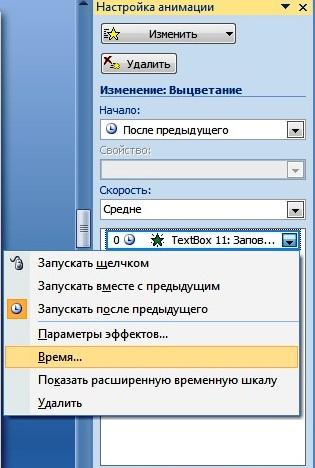 Настройка анимации
Изменить
Удалить
Изменение: Выцветание
Начало:
После предыдущего
Свойство:
Скорость:
Средне
0 TextBox 11: Запов...
Запускать щелчком
Запускать вместе с предыдущим
Запускать после предыдущего
Параметры эффектов...
Время...
Показать расширенную временную шкалу
Удалить